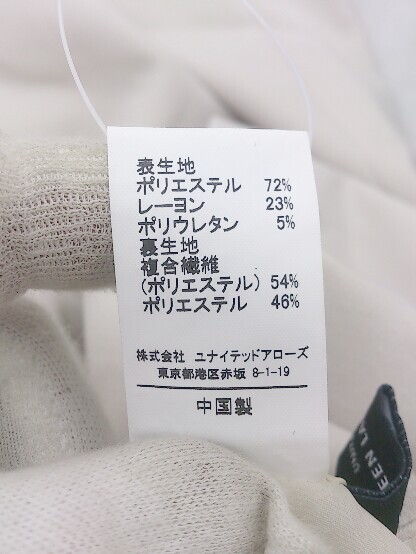 表生地
ポリエステル 72%
レーヨン 23%
ポリウレタン 5%
裏生地
複合繊維
(ポリエステル) 54%
ポリエステル 46%
株式会社 ユナイテッドアローズ
東京都港区赤坂 8-1-19
中国製
EEN LA